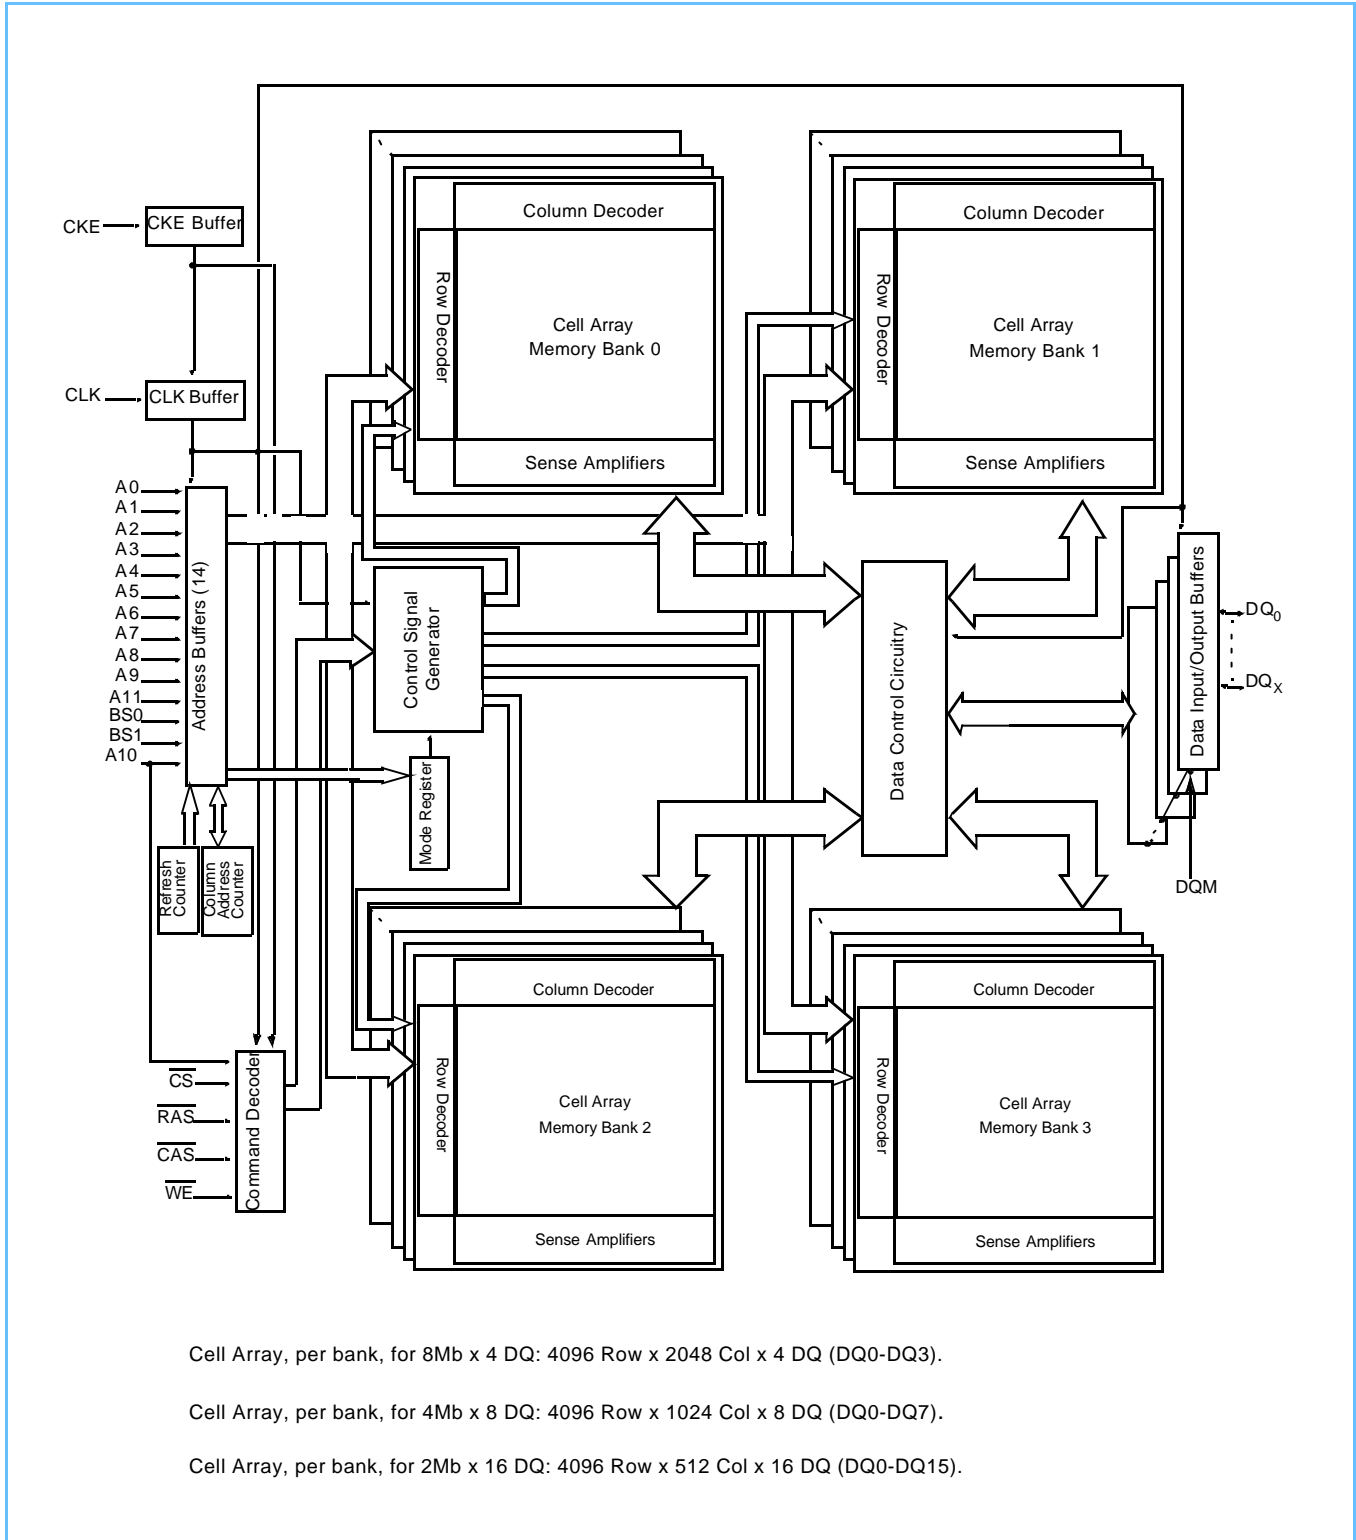 Column Decoder
Row Decoder
Cell Array
Memory Bank 0
Sense Amplifiers
Column Decoder
Row Decoder
Cell Array
Memory Bank 1
Sense Amplifiers
CKE
CKE Buffer
CLK
CLK Buffer
A0
A1
A2
A3
A4
A5
A6
A7
A8
A9
A11
BS0
BS1
A10
Address Buffers (14)
Control Signal
Generator
Mode Register
Refresh
Counter
Column
Address
Counter
Data Control Circuitry
Data Input/Output Buffers
DQ0
DQX
DQM
CS
RAS
CAS
WE
Command Decoder
Column Decoder
Row Decoder
Cell Array
Memory Bank 2
Sense Amplifiers
Column Decoder
Row Decoder
Cell Array
Memory Bank 3
Sense Amplifiers
Cell Array, per bank, for 8Mb x 4 DQ: 4096 Row x 2048 Col x 4 DQ (DQ0-DQ3).
Cell Array, per bank, for 4Mb x 8 DQ: 4096 Row x 1024 Col x 8 DQ (DQ0-DQ7).
Cell Array, per bank, for 2Mb x 16 DQ: 4096 Row x 512 Col x 16 DQ (DQ0-DQ15).